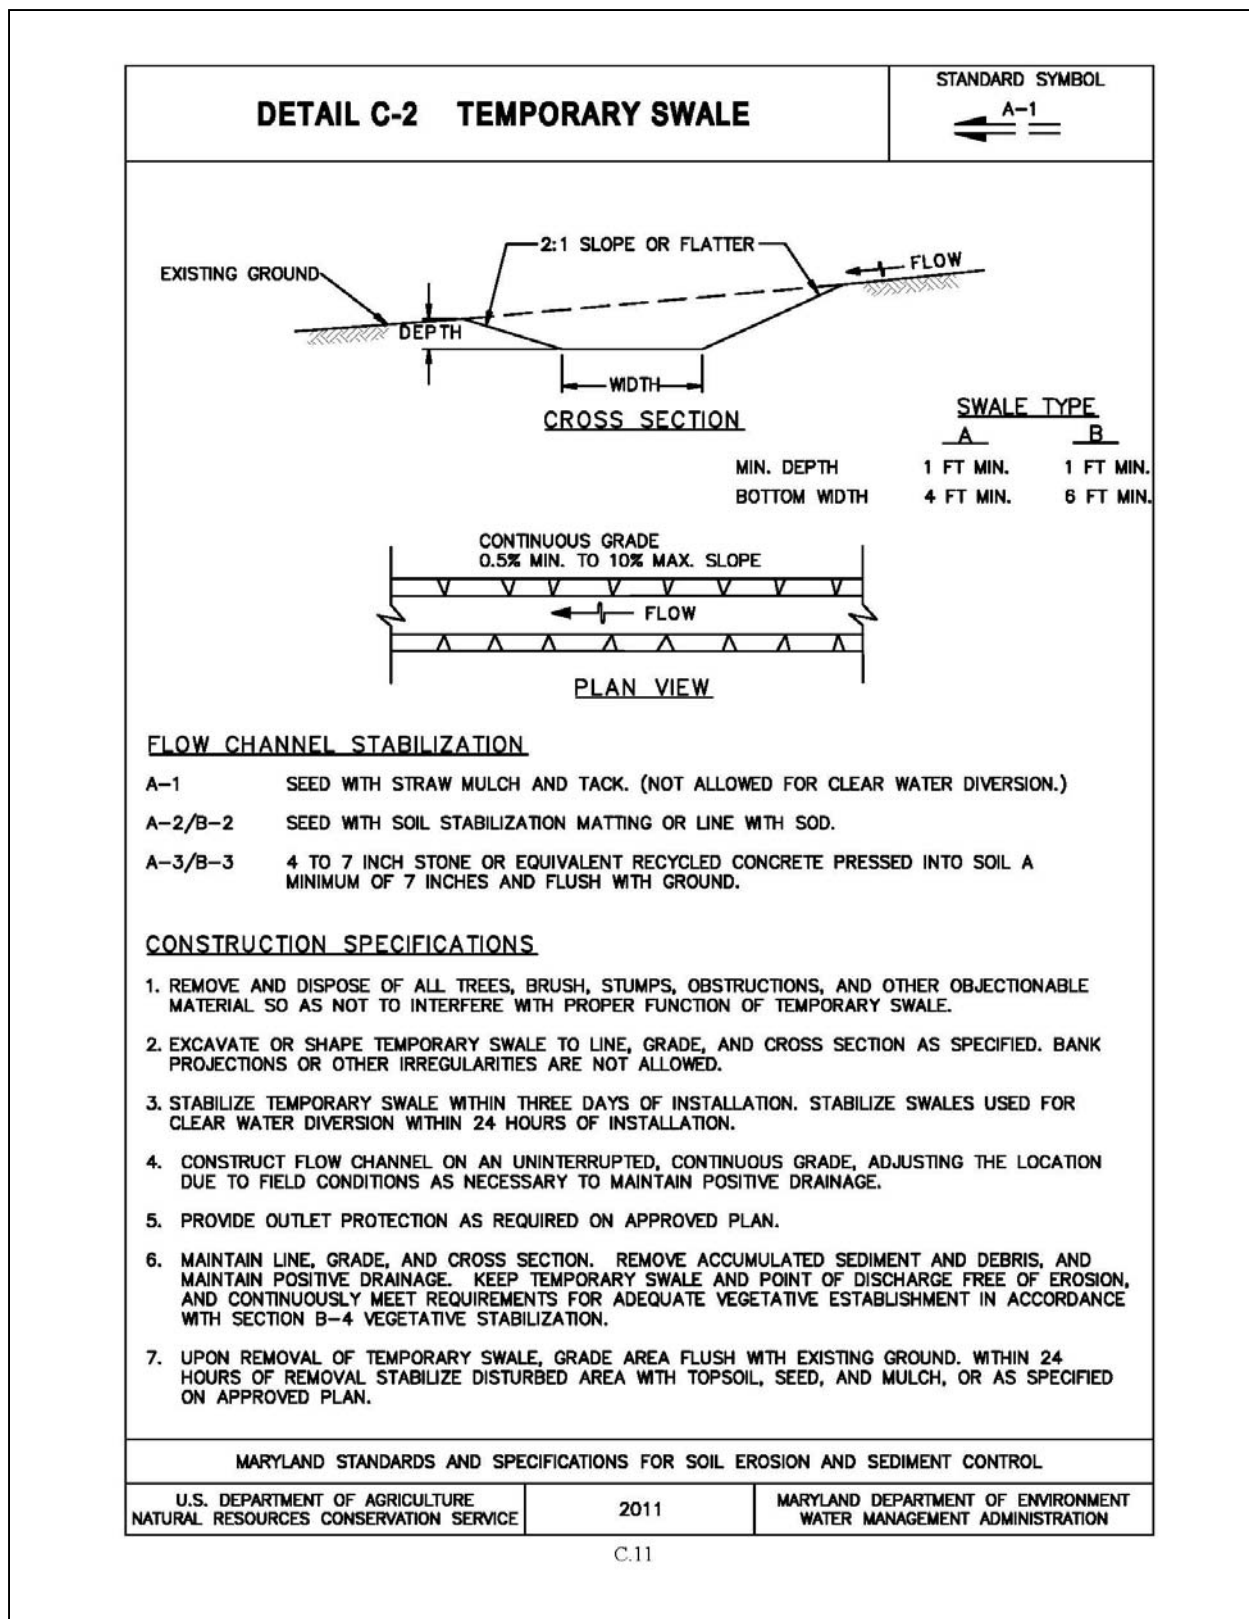 DETAIL C-2 TEMPORARY SWALE
STANDARD SYMBOL
A-1
2:1 SLOPE OR FLATTER
FLOW
EXISTING GROUND
DEPTH
WIDTH
CROSS SECTION
SWALE TYPE
A B
MIN. DEPTH 1 FT MIN. 1 FT MIN.
BOTTOM WIDTH 4 FT MIN. 6 FT MIN.
CONTINUOUS GRADE
0.5% MIN. TO 10% MAX. SLOPE
FLOW
PLAN VIEW
FLOW CHANNEL STABILIZATION
A-1 SEED WITH STRAW MULCH AND TACK. (NOT ALLOWED FOR CLEAR WATER DIVERSION.)
A-2/B-2 SEED WITH SOIL STABILIZATION MATTING OR LINE WITH SOD.
A-3/B-3 4 TO 7 INCH STONE OR EQUIVALENT RECYCLED CONCRETE PRESSED INTO SOIL A
MINIMUM OF 7 INCHES AND FLUSH WITH GROUND.
CONSTRUCTION SPECIFICATIONS
1. REMOVE AND DISPOSE OF ALL TREES, BRUSH, STUMPS, OBSTRUCTIONS, AND OTHER OBJECTIONABLE
MATERIAL SO AS NOT TO INTERFERE WITH PROPER FUNCTION OF TEMPORARY SWALE.
2. EXCAVATE OR SHAPE TEMPORARY SWALE TO LINE, GRADE, AND CROSS SECTION AS SPECIFIED. BANK
PROJECTIONS OR OTHER IRREGULARITIES ARE NOT ALLOWED.
3. STABILIZE TEMPORARY SWALE WITHIN THREE DAYS OF INSTALLATION. STABILIZE SWALES USED FOR
CLEAR WATER DIVERSION WITHIN 24 HOURS OF INSTALLATION.
4. CONSTRUCT FLOW CHANNEL ON AN UNINTERRUPTED, CONTINUOUS GRADE, ADJUSTING THE LOCATION
DUE TO FIELD CONDITIONS AS NECESSARY TO MAINTAIN POSITIVE DRAINAGE.
5. PROVIDE OUTLET PROTECTION AS REQUIRED ON APPROVED PLAN.
6. MAINTAIN LINE, GRADE, AND CROSS SECTION. REMOVE ACCUMULATED SEDIMENT AND DEBRIS, AND
MAINTAIN POSITIVE DRAINAGE. KEEP TEMPORARY SWALE AND POINT OF DISCHARGE FREE OF EROSION,
AND CONTINUOUSLY MEET REQUIREMENTS FOR ADEQUATE VEGETATIVE ESTABLISHMENT IN ACCORDANCE
WITH SECTION B-4 VEGETATIVE STABILIZATION.
7. UPON REMOVAL OF TEMPORARY SWALE, GRADE AREA FLUSH WITH EXISTING GROUND. WITHIN 24
HOURS OF REMOVAL STABILIZE DISTURBED AREA WITH TOPSOIL, SEED, AND MULCH, OR AS SPECIFIED
ON APPROVED PLAN.
MARYLAND STANDARDS AND SPECIFICATIONS FOR SOIL EROSION AND SEDIMENT CONTROL
U.S. DEPARTMENT OF AGRICULTURE
NATURAL RESOURCES CONSERVATION SERVICE
2011
MARYLAND DEPARTMENT OF ENVIRONMENT
WATER MANAGEMENT ADMINISTRATION
C.11